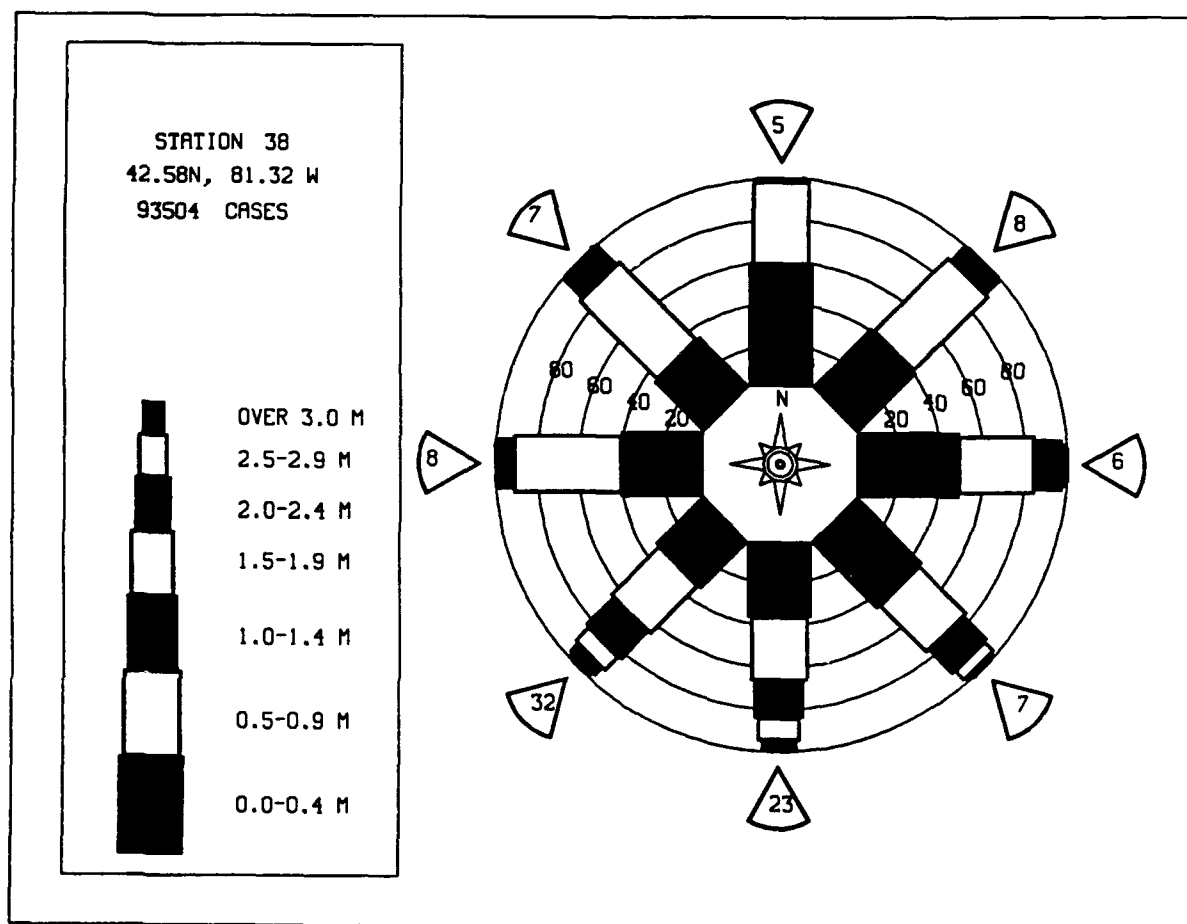 STATION 38
42.58N, 81.32 W
93504 CASES
OVER 3.0 M
2.5-2.9 M
2.0-2.4 M
1.5-1.9 M
1.0-1.4 M
0.5-0.9 M
0.0-0.4 M
5
7
8
80
60
40
20
N
20
40
60
80
8
6
32
7
23